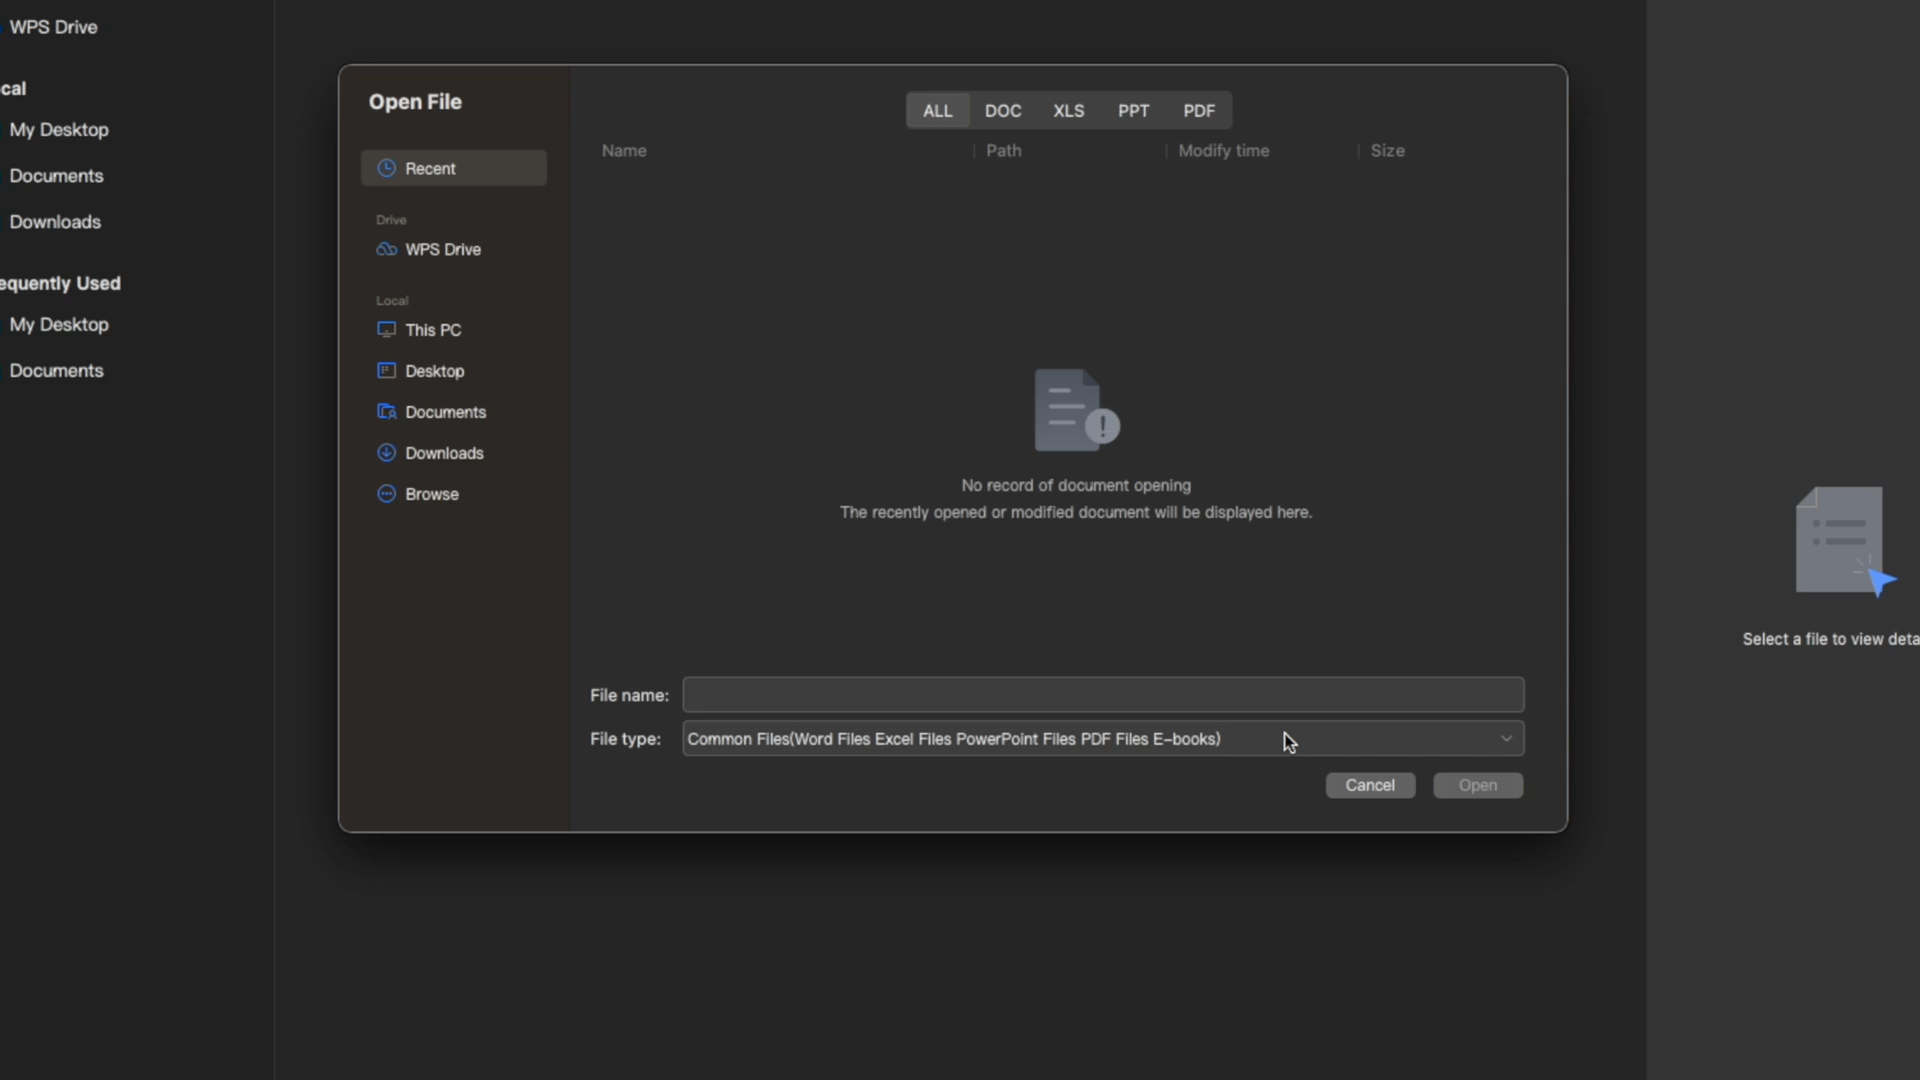 WPS Drive
cal
My Desktop
Documents
Downloads
equently Used
My Desktop
Documents
Open File
Recent
Drive
WPS Drive
Local
This PC
Desktop
Documents
Downloads
Browse
ALL DOC XLS PPT PDF
Name Path Modify time Size
No record of document opening
The recently opened or modified document will be displayed here.
File name:
File type: Common Files(Word Files Excel Files PowerPoint Files PDF Files E-books)
Cancel Open
Select a file to view deta